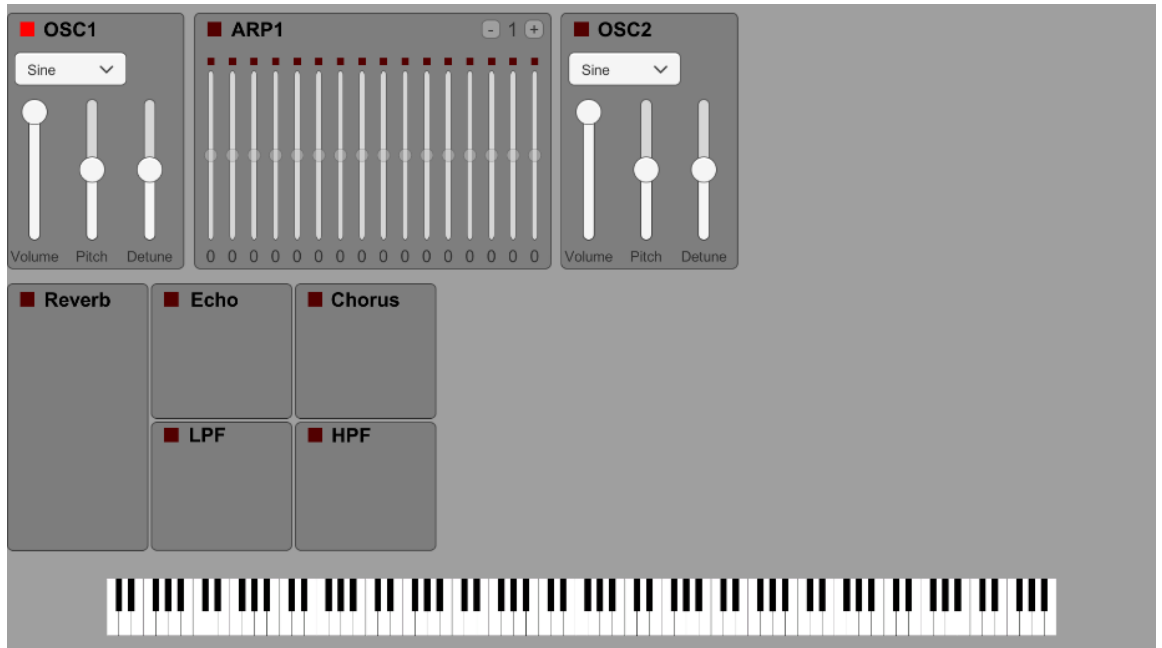 OSC1
ARP1 - 1 +
OSC2
Sine
Sine
Volume Pitch Detune
0 0 0 0 0 0 0 0 0 0 0 0 0 0 0 0
Volume Pitch Detune
Reverb
Echo
Chorus
LPF
HPF